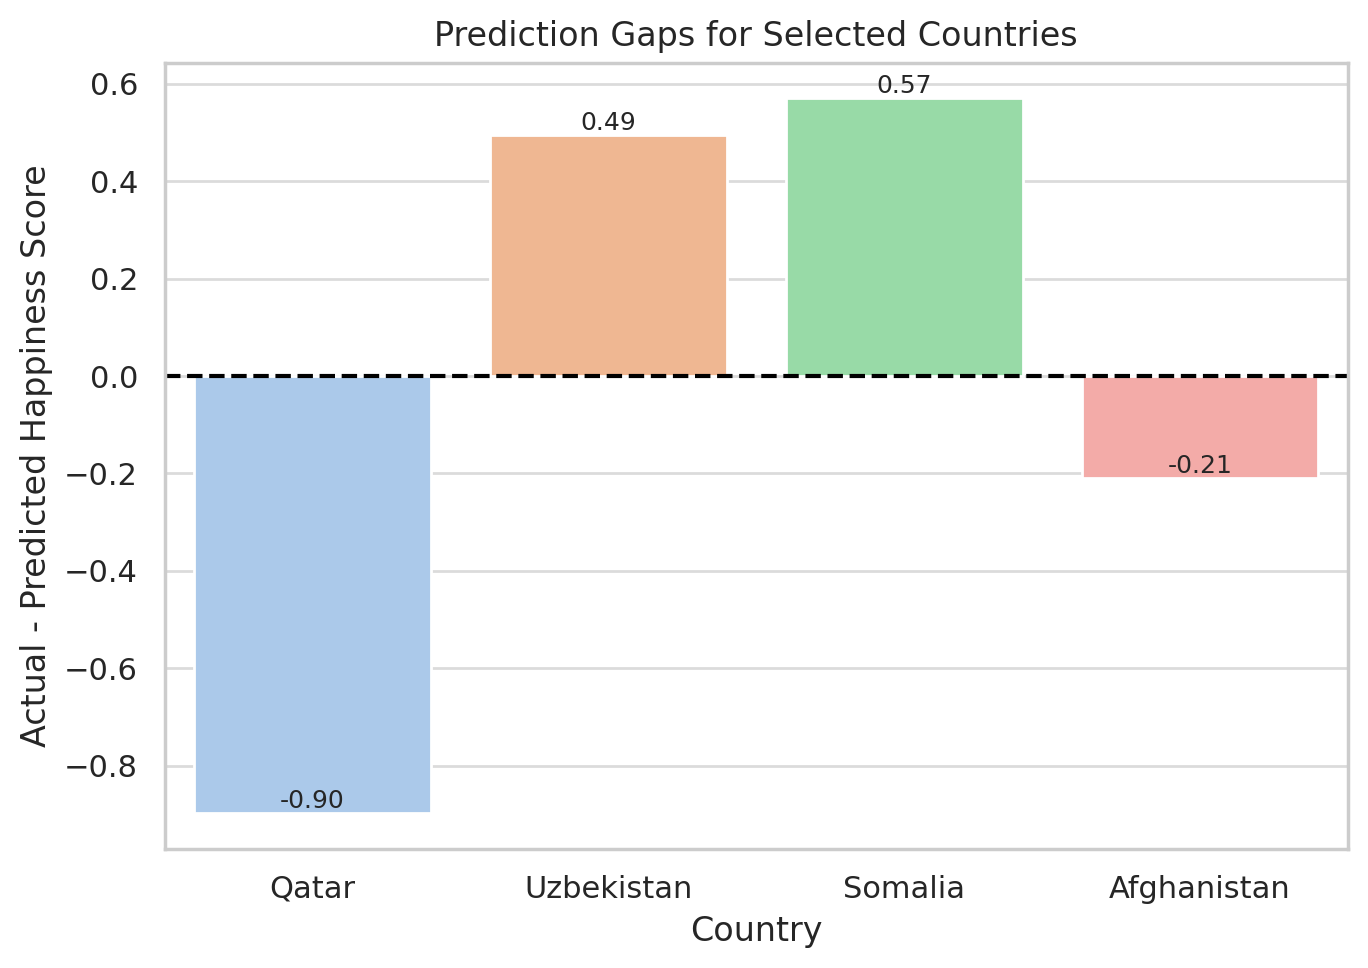 Prediction Gaps for Selected Countries
Actual - Predicted Happiness Score
0.6
0.4
0.2
0.0
−0.2
−0.4
−0.6
−0.8
-0.90
0.49
0.57
-0.21
Qatar
Uzbekistan
Somalia
Afghanistan
Country